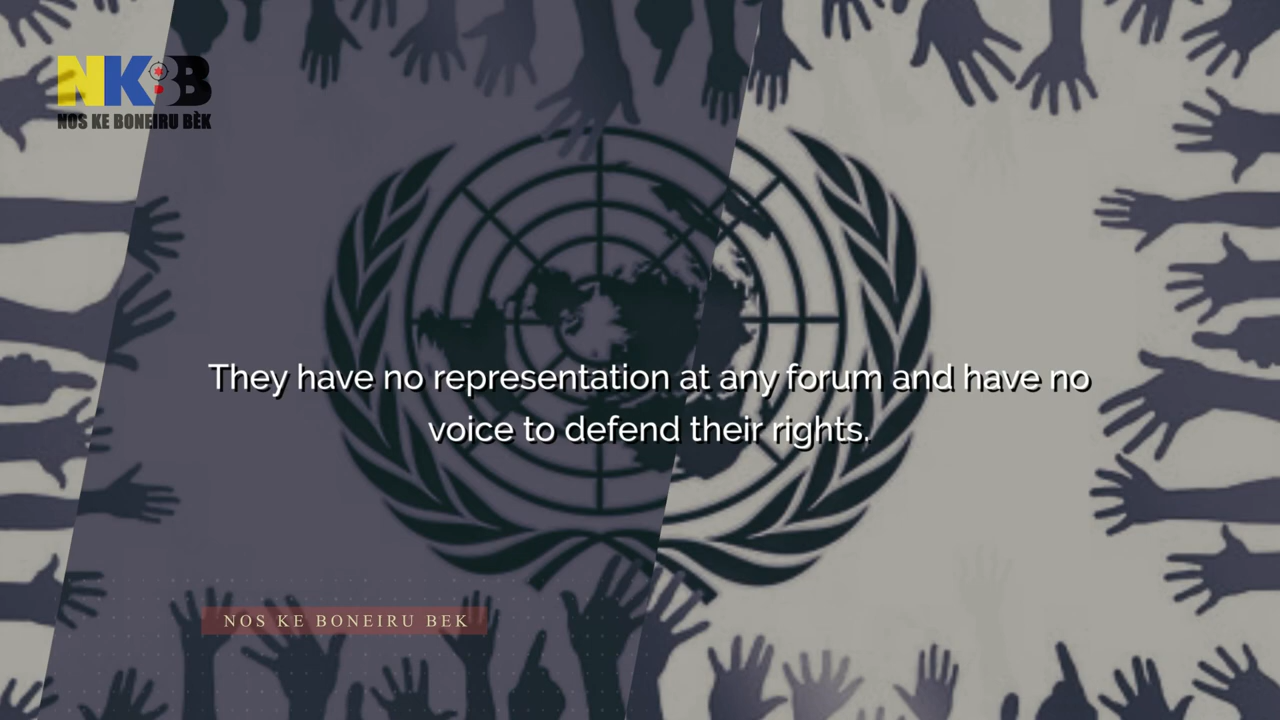 NKBB
NOS KE BONEIRU BÈK
They have no representation at any forum and have no
voice to defend their rights.
NOS KE BONEIRU BEK